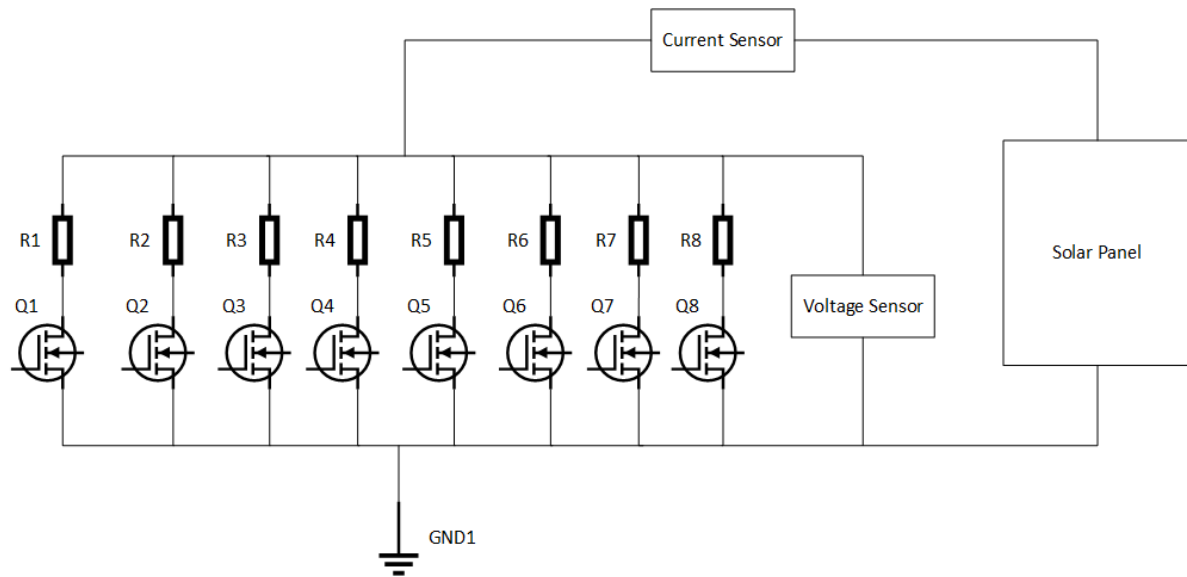 Current Sensor
R1
R2
R3
R4
R5
R6
R7
R8
Solar Panel
Q1
Q2
Q3
Q4
Q5
Q6
Q7
Q8
Voltage Sensor
GND1